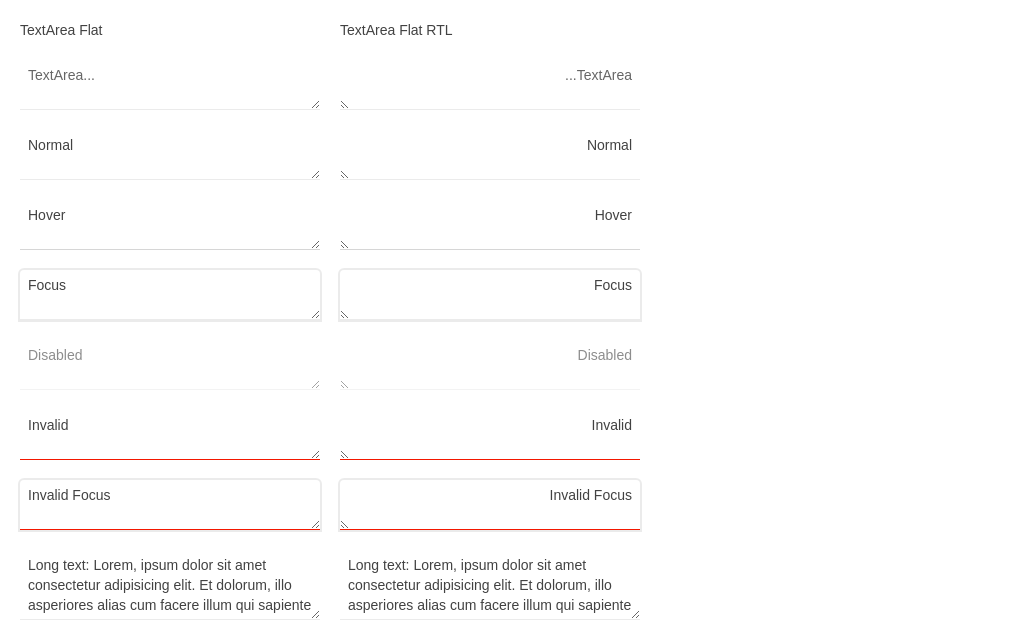 TextArea Flat
TextArea Flat RTL
TextArea...
...TextArea
Normal
Normal
Hover
Hover
Focus
Focus
Disabled
Disabled
Invalid
Invalid
Invalid Focus
Invalid Focus
Long text: Lorem, ipsum dolor sit amet
consectetur adipisicing elit. Et dolorum, illo
asperiores alias cum facere illum qui sapiente
Long text: Lorem, ipsum dolor sit amet
consectetur adipisicing elit. Et dolorum, illo
asperiores alias cum facere illum qui sapiente